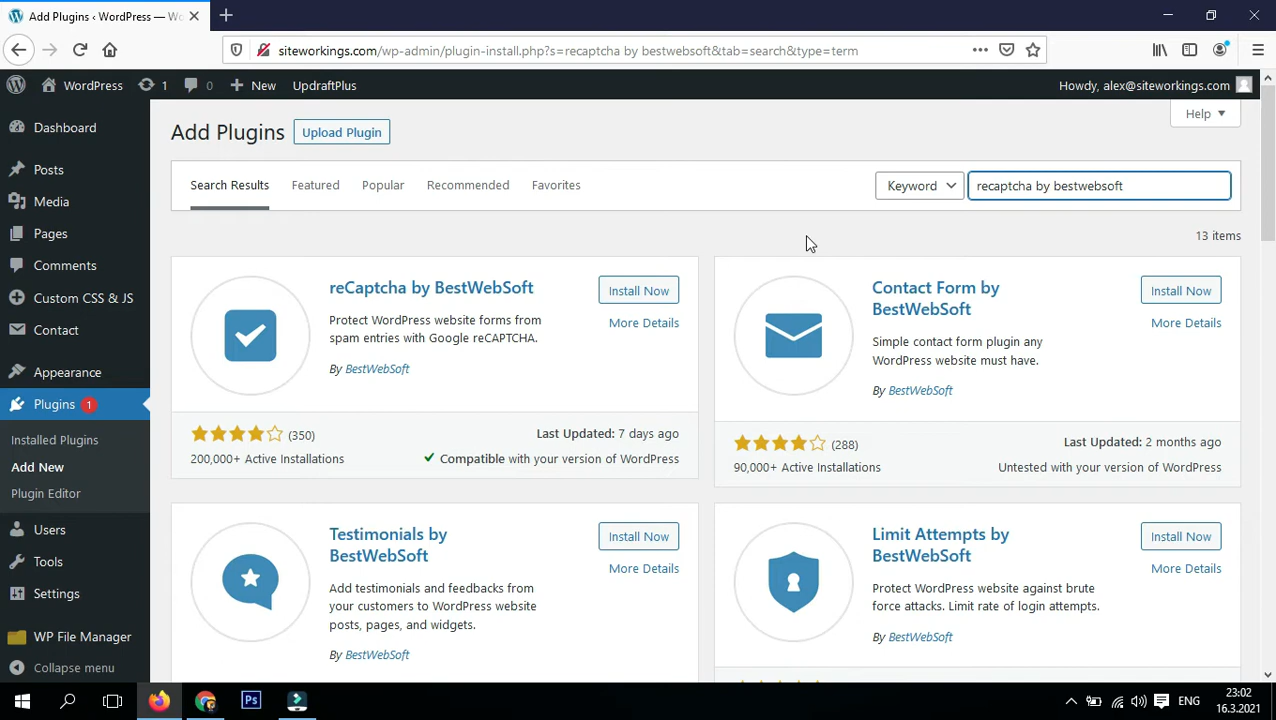 Add Plugins ‹ WordPress — Wo
siteworkings.com/wp-admin/plugin-install.php?s=recaptcha by bestwebsoft&tab=search&type=term
WordPress
1
0
New
UpdraftPlus
Howdy, alex@siteworkings.com
Dashboard
Posts
Media
Pages
Comments
Custom CSS & JS
Contact
Appearance
Plugins 1
Installed Plugins
Add New
Plugin Editor
Users
Tools
Settings
WP File Manager
Collapse menu
Help
Add Plugins
Upload Plugin
Search Results
Featured
Popular
Recommended
Favorites
Keyword
recaptcha by bestwebsoft
13 items
reCaptcha by BestWebSoft
Install Now
More Details
Protect WordPress website forms from
spam entries with Google reCAPTCHA.
By BestWebSoft
(350)
Last Updated: 7 days ago
200,000+ Active Installations
Compatible with your version of WordPress
Contact Form by
BestWebSoft
Install Now
More Details
Simple contact form plugin any
WordPress website must have.
By BestWebSoft
(288)
Last Updated: 2 months ago
90,000+ Active Installations
Untested with your version of WordPress
Testimonials by
BestWebSoft
Install Now
More Details
Add testimonials and feedbacks from
your customers to WordPress website
posts, pages, and widgets.
By BestWebSoft
Limit Attempts by
BestWebSoft
Install Now
More Details
Protect WordPress website against brute
force attacks. Limit rate of login attempts.
By BestWebSoft
Ps
ENG
23:02
16.3.2021